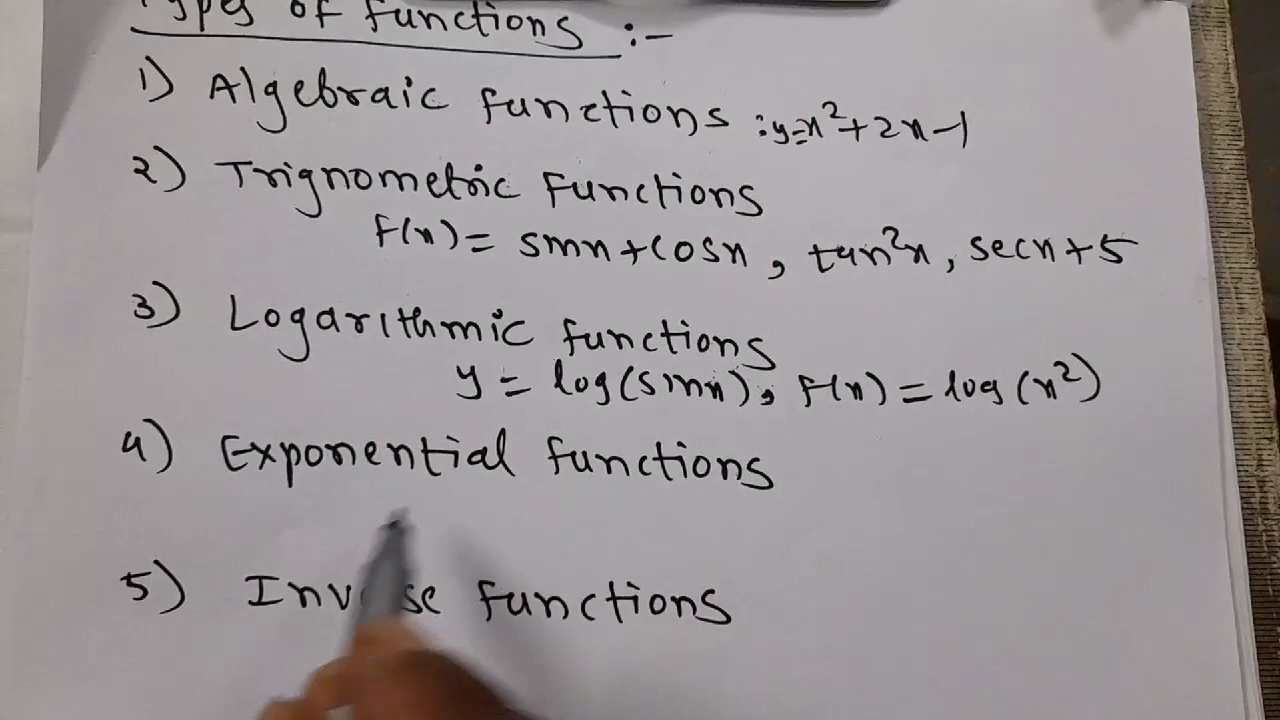 Types of functions :-
1) Algebraic functions : y=x²+2x-1
2) Trignometric Functions
F(x) = sinx+cosx, tan²x, secx+5
3) Logarithmic functions
y = log(sinx), F(x) = log(x²)
4) Exponential functions
5) Inverse functions